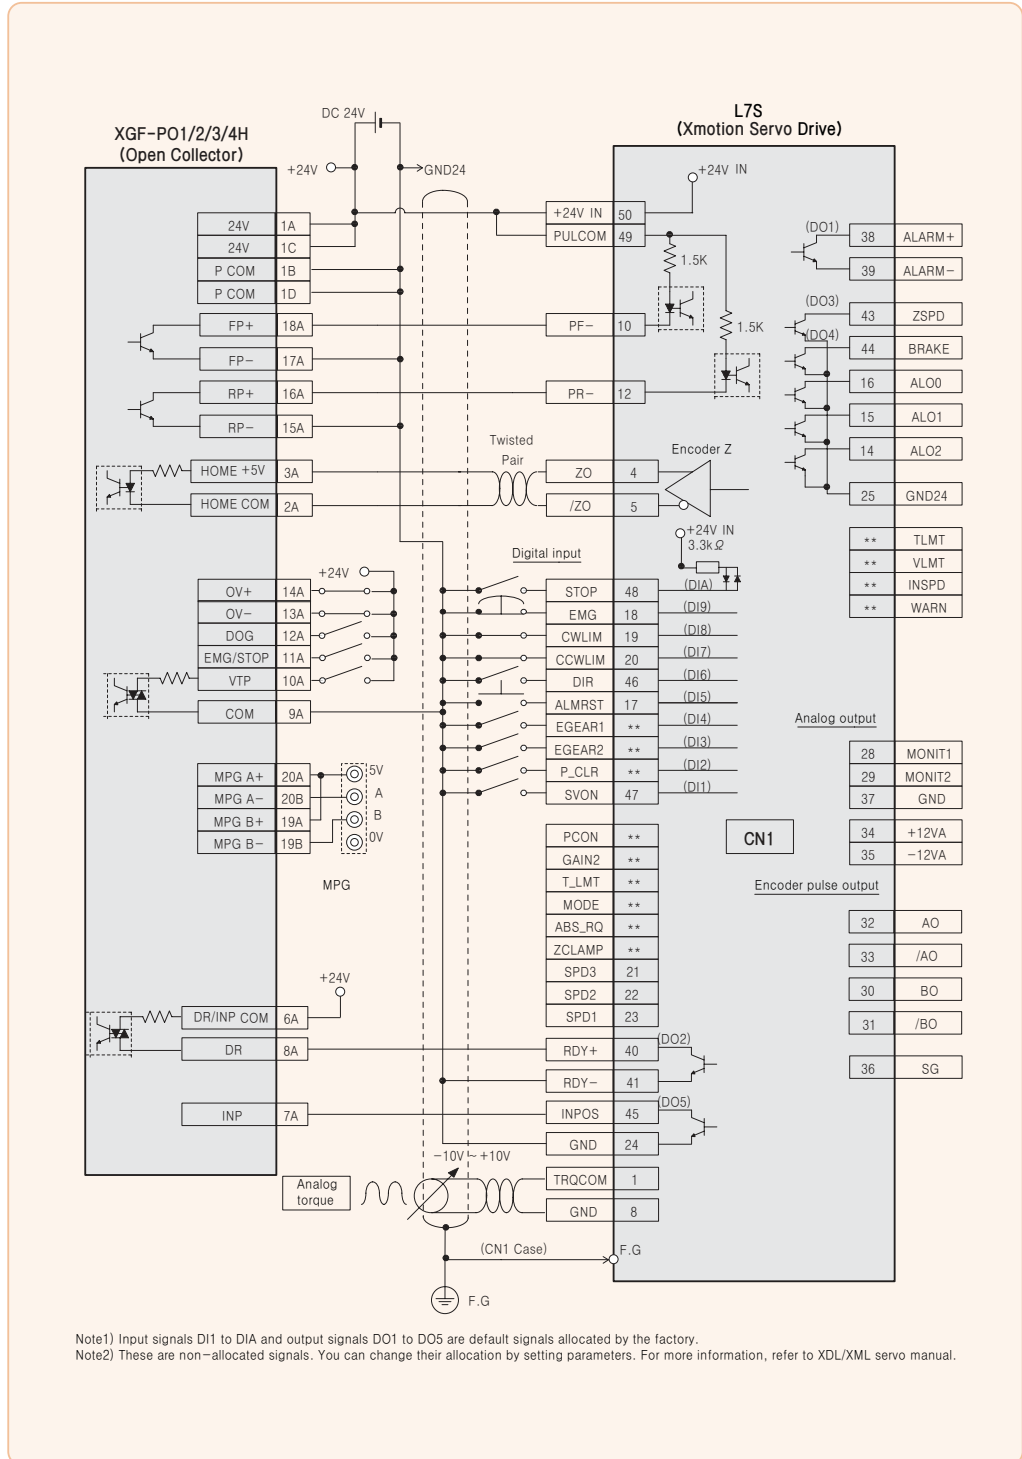 DC 24V
XGF-PO1/2/3/4H
(Open Collector)
L7S
(Xmotion Servo Drive)
+24V
GND24
+24V IN
24V 1A
24V 1C
P COM 1B
P COM 1D
FP+ 18A
FP- 17A
RP+ 16A
RP- 15A
HOME +5V 3A
HOME COM 2A
Twisted
Pair
+24V IN 50
PULCOM 49
1.5K
1.5K
PF- 10
PR- 12
ZO 4
/ZO 5
Encoder Z
+24V IN
3.3kΩ
(DO1)
38 ALARM+
39 ALARM-
(DO3)
43 ZSPD
(DO4)
44 BRAKE
16 ALO0
15 ALO1
14 ALO2
25 GND24
** TLMT
** VLMT
** INSPD
** WARN
+24V
OV+ 14A
OV- 13A
DOG 12A
EMG/STOP 11A
VTP 10A
COM 9A
Digital input
STOP 48 (DIA)
EMG 18 (DI9)
CWLIM 19 (DI8)
CCWLIM 20 (DI7)
DIR 46 (DI6)
ALMRST 17 (DI5)
EGEAR1 ** (DI4)
EGEAR2 ** (DI3)
P_CLR ** (DI2)
SVON 47 (DI1)
MPG A+ 20A
MPG A- 20B
MPG B+ 19A
MPG B- 19B
5V
A
B
0V
MPG
PCON **
GAIN2 **
T_LMT **
MODE **
ABS_RQ **
ZCLAMP **
SPD3 21
SPD2 22
SPD1 23
CN1
Analog output
28 MONIT1
29 MONIT2
37 GND
34 +12VA
35 -12VA
Encoder pulse output
32 AO
33 /AO
30 BO
31 /BO
36 SG
+24V
DR/INP COM 6A
DR 8A
INP 7A
RDY+ 40 (DO2)
RDY- 41
INPOS 45 (DO5)
GND 24
-10V ~ +10V
Analog
torque
TRQCOM 1
GND 8
(CN1 Case)
F.G
F.G
Note1) Input signals DI1 to DIA and output signals DO1 to DO5 are default signals allocated by the factory.
Note2) These are non-allocated signals. You can change their allocation by setting parameters. For more information, refer to XDL/XML servo manual.